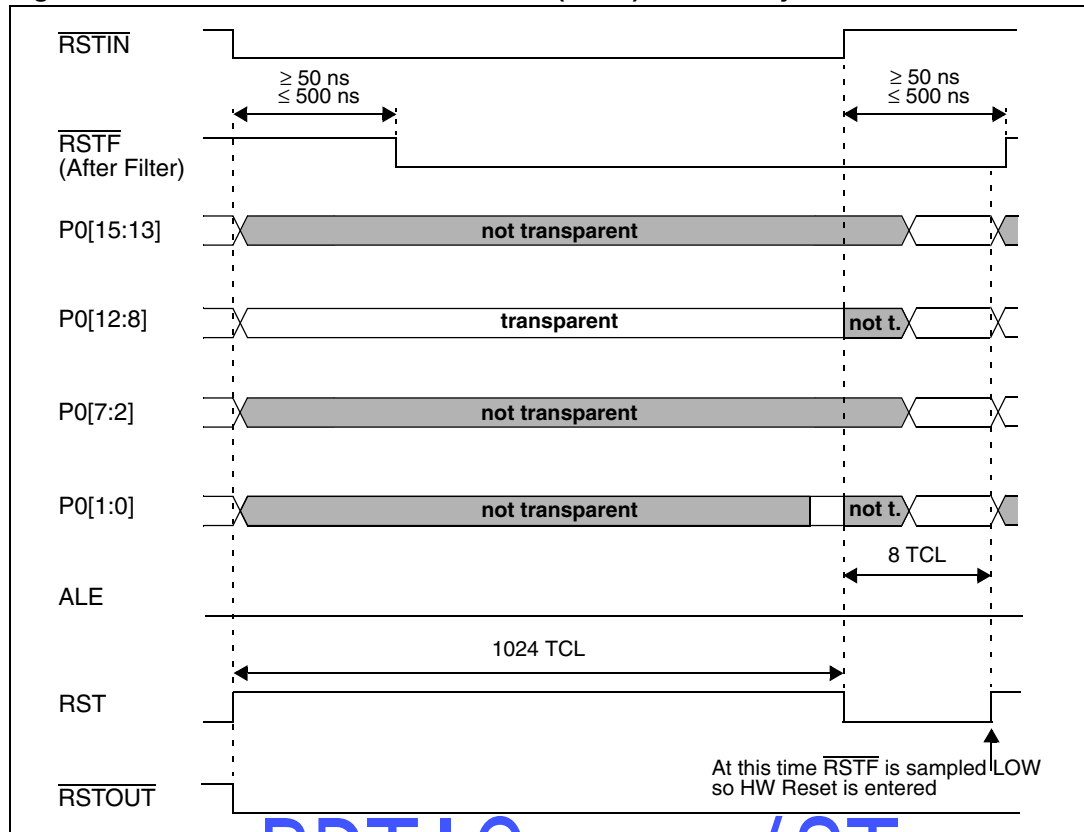 RSTIN
≥ 50 ns
≤ 500 ns
≥ 50 ns
≤ 500 ns
RSTF
(After Filter)
P0[15:13]
not transparent
P0[12:8]
transparent
not t.
P0[7:2]
not transparent
P0[1:0]
not transparent
not t.
8 TCL
ALE
1024 TCL
RST
At this time RSTF is sampled LOW
so HW Reset is entered
RSTOUT